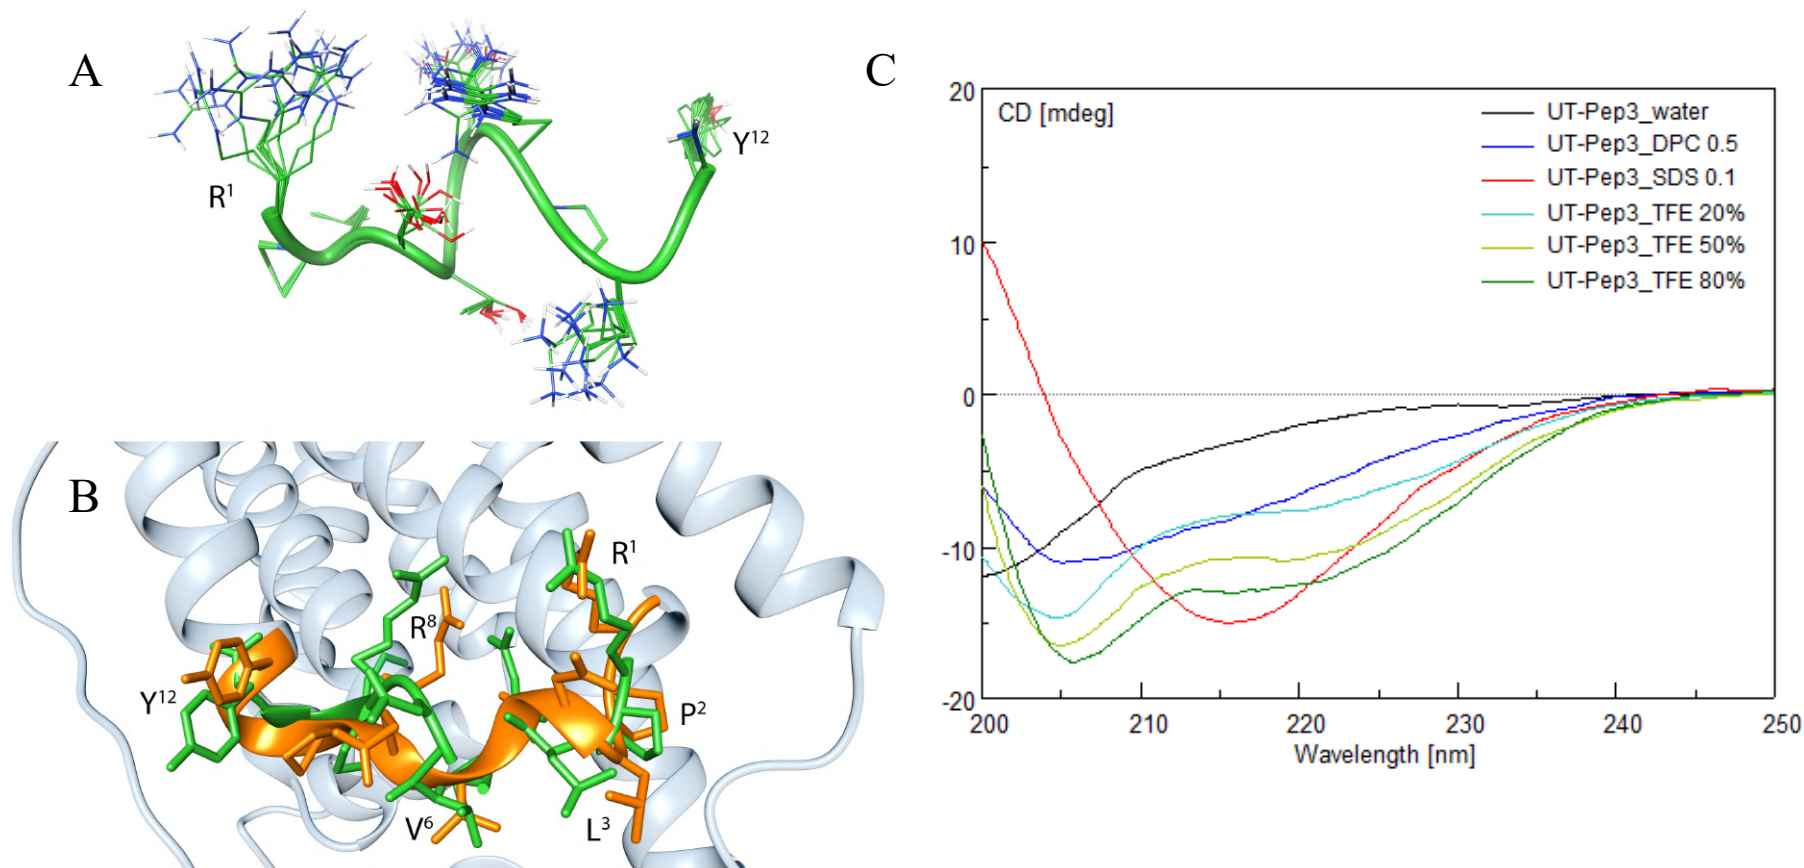 A
R¹
Y¹²
B
R¹
R⁸
Y¹²
P²
V⁶
L³
C
20
CD [mdeg]
UT-Pep3_water
UT-Pep3_DPC 0.5
UT-Pep3_SDS 0.1
UT-Pep3_TFE 20%
UT-Pep3_TFE 50%
UT-Pep3_TFE 80%
10
0
-10
-20
200 210 220 230 240 250
Wavelength [nm]